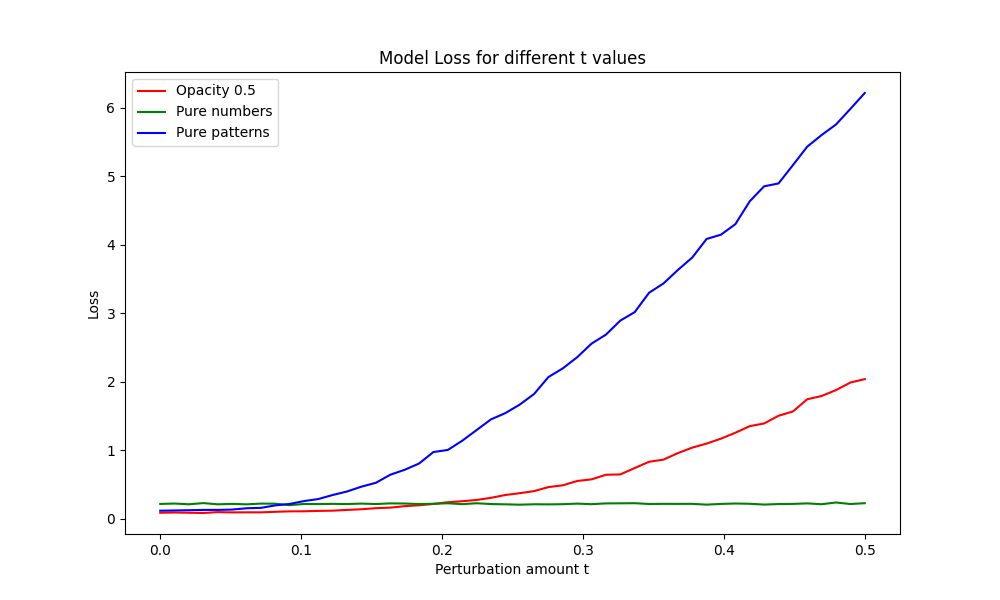 Model Loss for different t values
Opacity 0.5
Pure numbers
Pure patterns
6
5
4
3
2
1
0
Loss
0.0 0.1 0.2 0.3 0.4 0.5
Perturbation amount t